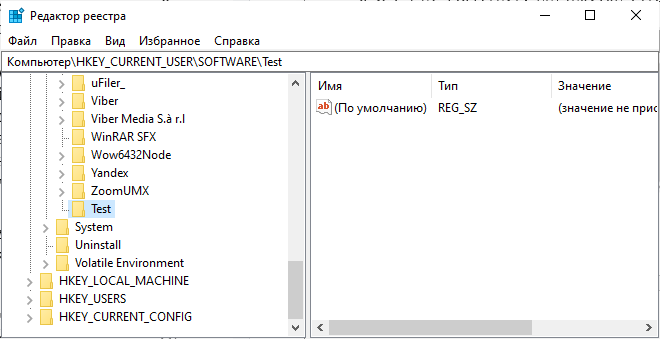 Редактор реестра
Файл Правка Вид Избранное Справка
Компьютер\HKEY_CURRENT_USER\SOFTWARE\Test
uFiler_
Viber
Viber Media S.à r.l
WinRAR SFX
Wow6432Node
Yandex
ZoomUMX
Test
System
Uninstall
Volatile Environment
HKEY_LOCAL_MACHINE
HKEY_USERS
HKEY_CURRENT_CONFIG
Имя Тип Значение
ab (По умолчанию) REG_SZ (значение не прис